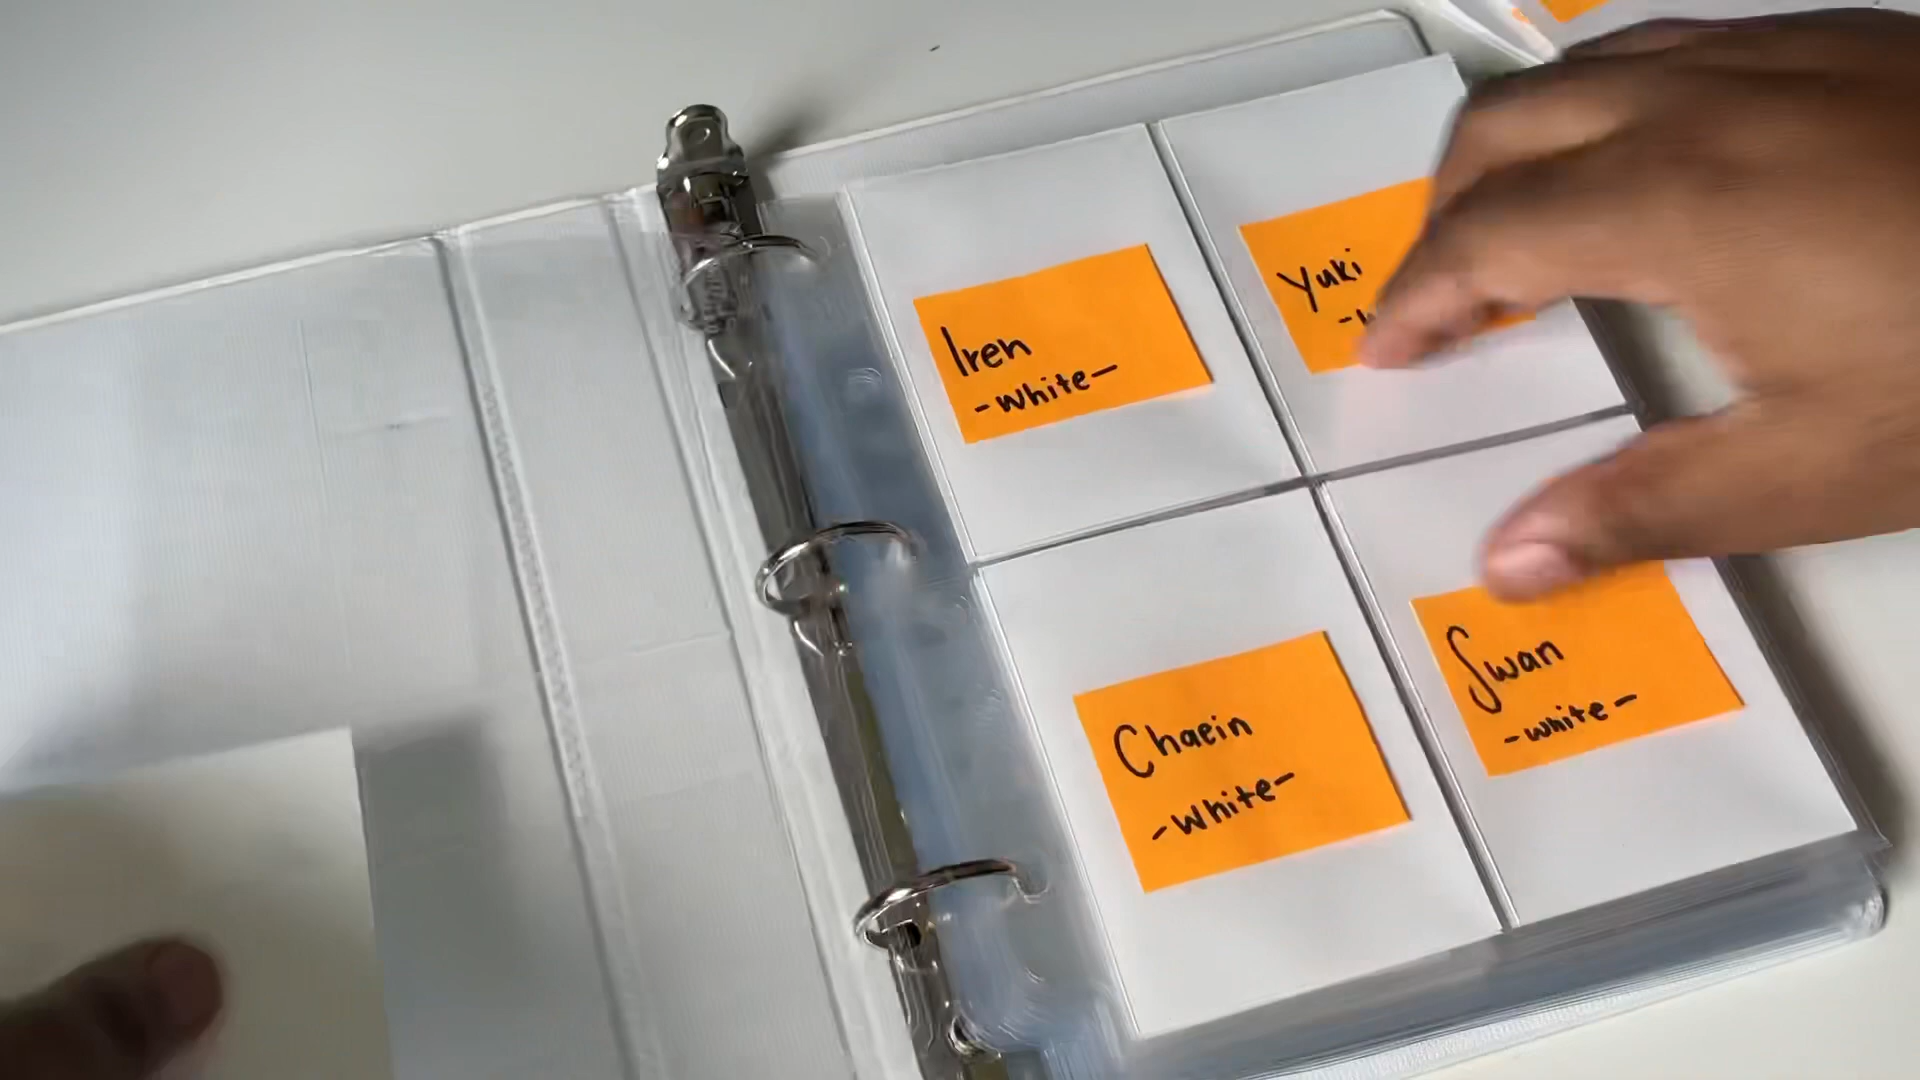 Iren
-white-
Yuki
Chaein
-white-
Swan
-white-